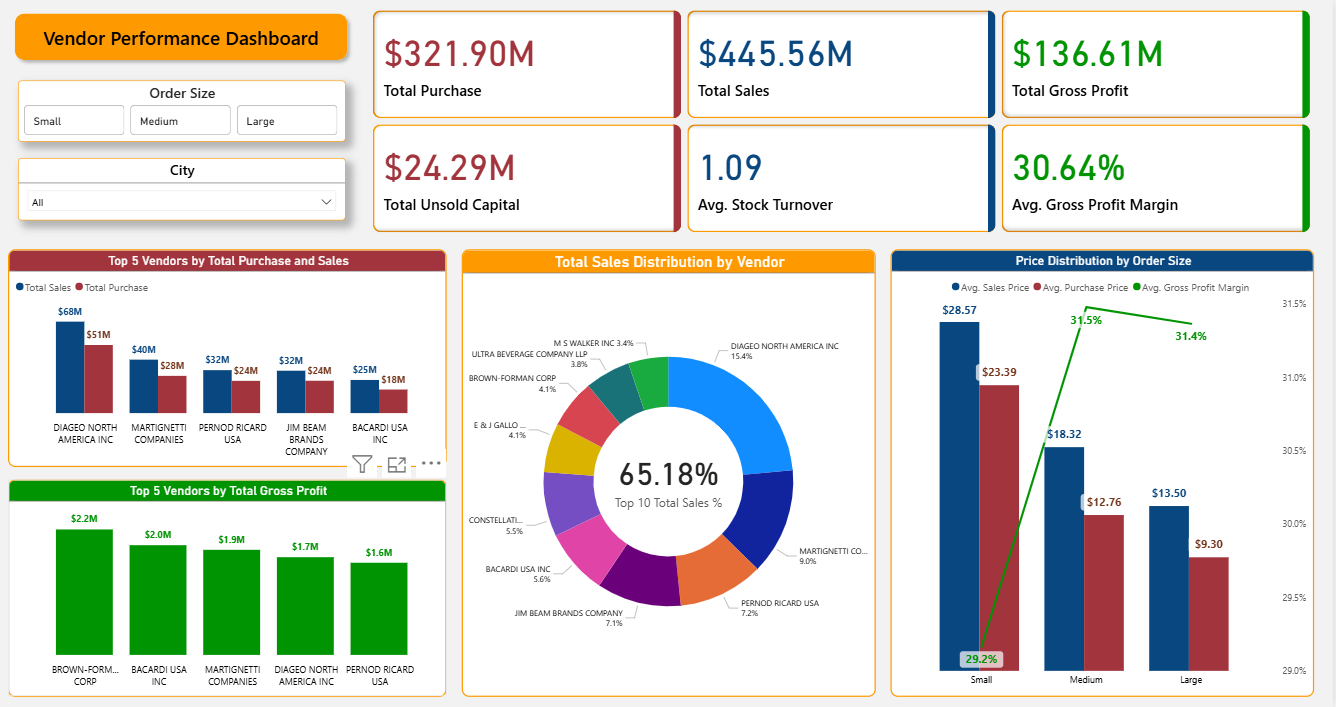 Vendor Performance Dashboard
Order Size
Small
Medium
Large
City
All
$321.90M
Total Purchase
$445.56M
Total Sales
$136.61M
Total Gross Profit
$24.29M
Total Unsold Capital
1.09
Avg. Stock Turnover
30.64%
Avg. Gross Profit Margin
Top 5 Vendors by Total Purchase and Sales
Total Sales
Total Purchase
$68M
$51M
$40M
$28M
$32M
$24M
$32M
$24M
$25M
$18M
DIAGEO NORTH
AMERICA INC
MARTIGNETTI
COMPANIES
PERNOD RICARD
USA
JIM BEAM
BRANDS
COMPANY
BACARDI USA
INC
Top 5 Vendors by Total Gross Profit
$2.2M
$2.0M
$1.9M
$1.7M
$1.6M
BROWN-FORM...
CORP
BACARDI USA
INC
MARTIGNETTI
COMPANIES
DIAGEO NORTH
AMERICA INC
PERNOD RICARD
USA
Total Sales Distribution by Vendor
M S WALKER INC 3.4%
ULTRA BEVERAGE COMPANY LLP
3.8%
BROWN-FORMAN CORP
4.1%
E & J GALLO ...
4.1%
CONSTELLATI...
5.5%
BACARDI USA INC
5.6%
JIM BEAM BRANDS COMPANY
7.1%
DIAGEO NORTH AMERICA INC
15.4%
MARTIGNETTI CO...
9.0%
PERNOD RICARD USA
7.2%
65.18%
Top 10 Total Sales %
Price Distribution by Order Size
Avg. Sales Price
Avg. Purchase Price
Avg. Gross Profit Margin
$28.57
$23.39
$18.32
$12.76
$13.50
$9.30
29.2%
31.5%
31.4%
31.5%
31.0%
30.5%
30.0%
29.5%
29.0%
Small
Medium
Large